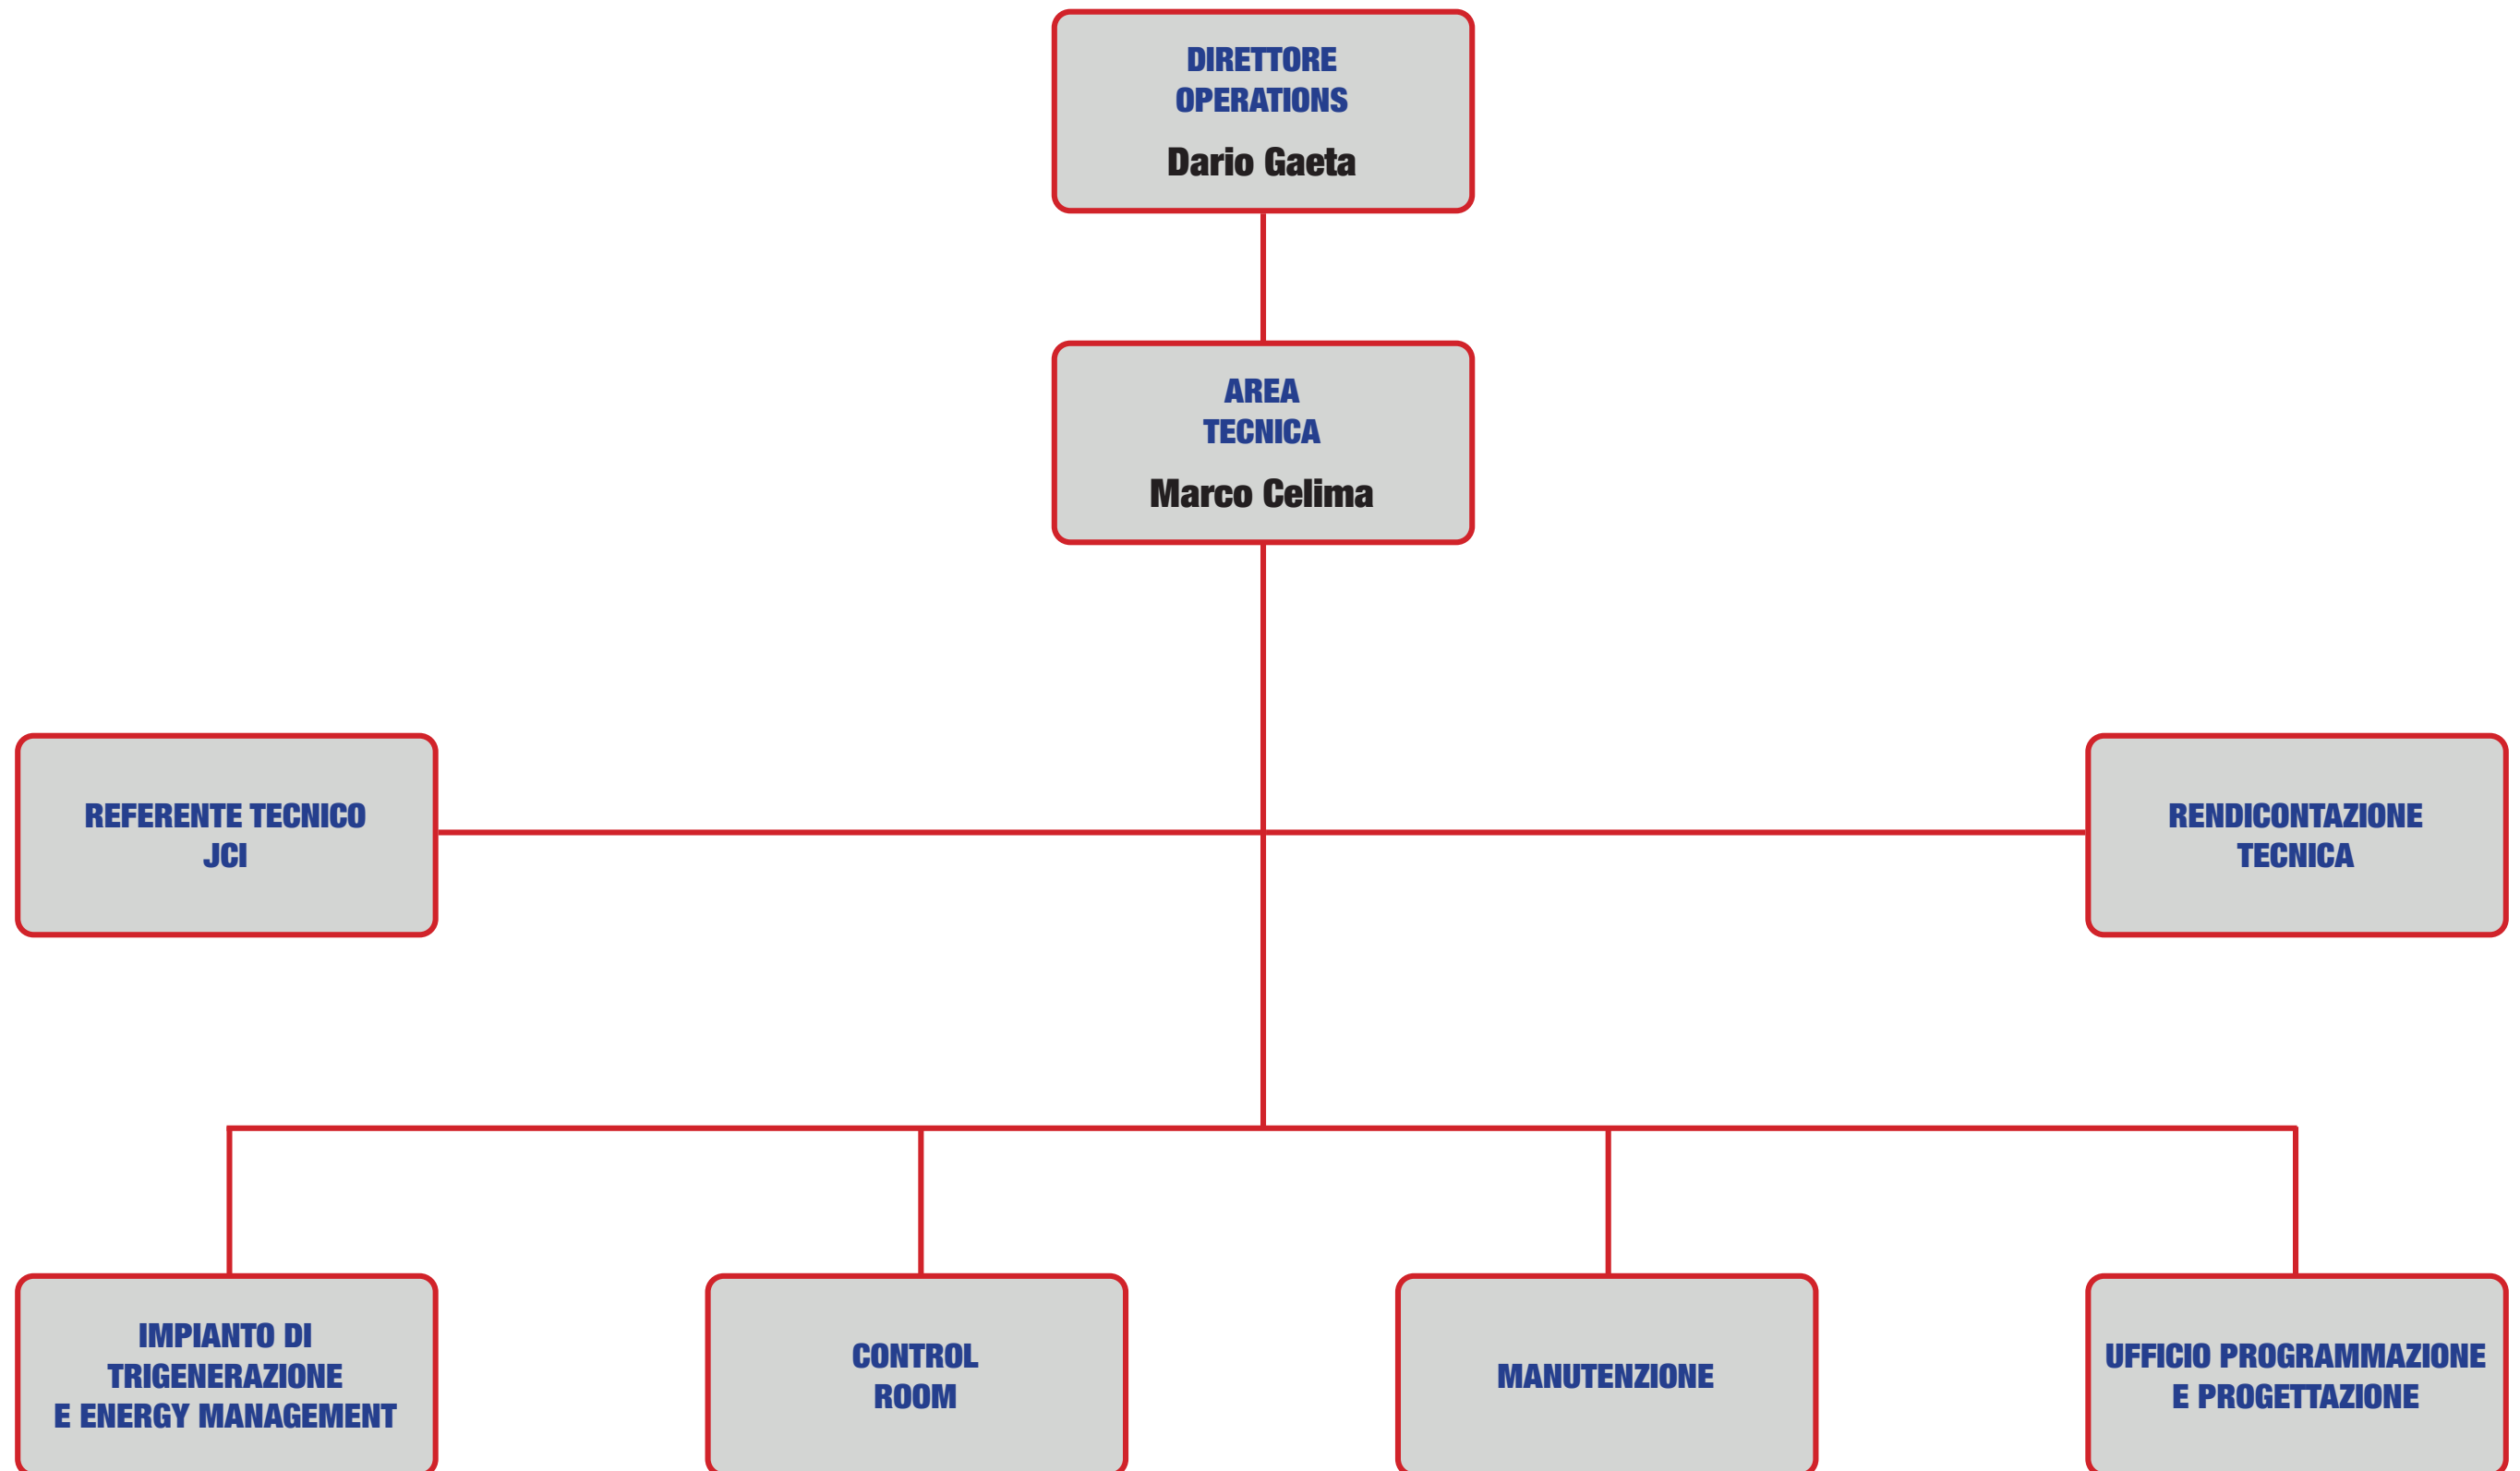 DIRETTORE
OPERATIONS
Dario Gaeta
AREA
TECNICA
Marco Celima
REFERENTE TECNICO
JCI
RENDICONTAZIONE
TECNICA
IMPIANTO DI
TRIGENERAZIONE
E ENERGY MANAGEMENT
CONTROL
ROOM
MANUTENZIONE
UFFICIO PROGRAMMAZIONE
E PROGETTAZIONE